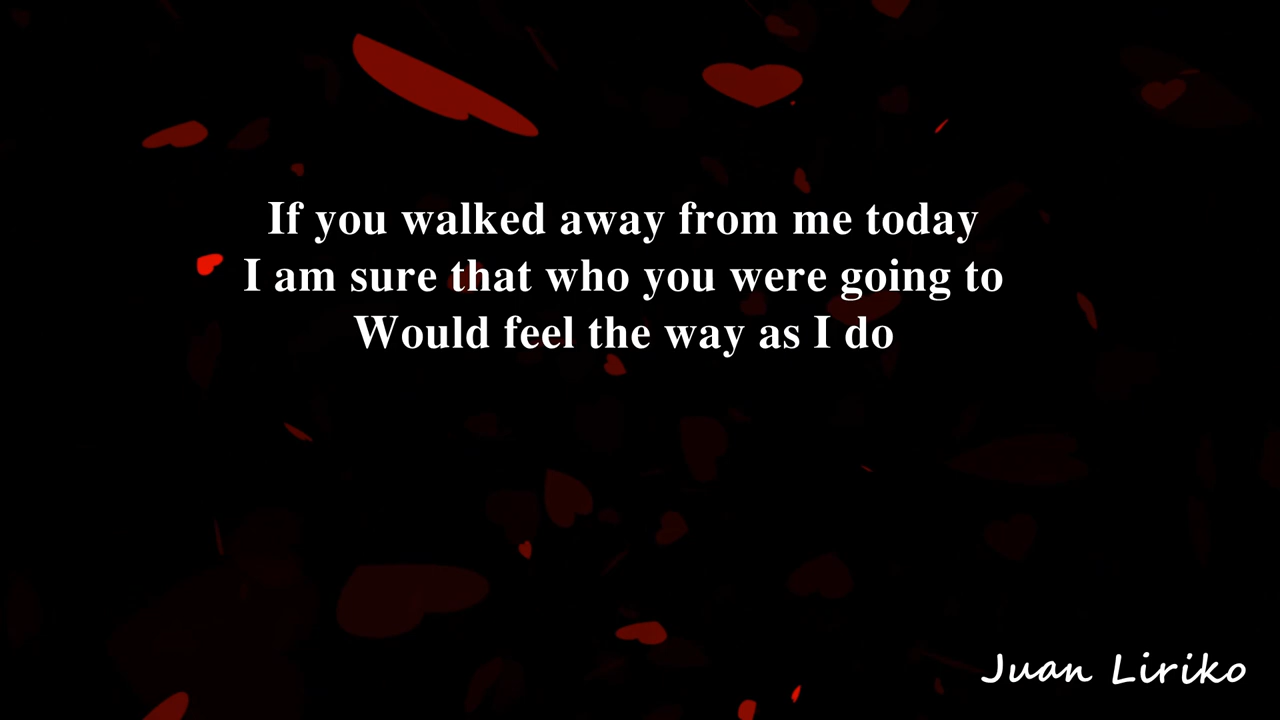 If you walked away from me today
I am sure that who you were going to
Would feel the way as I do
Juan Liriko